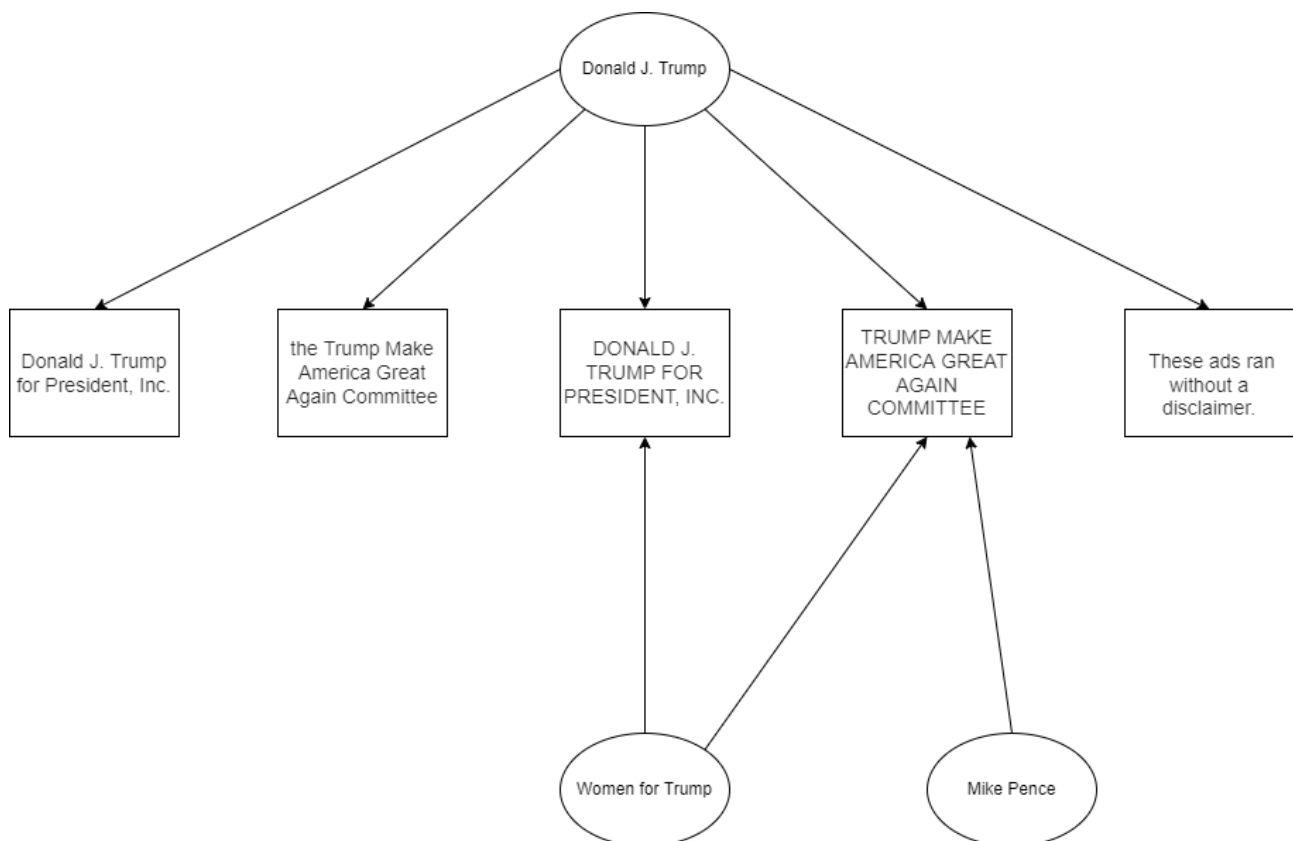 Donald J. Trump
Donald J. Trump
for President, Inc.
the Trump Make
America Great
Again Committee
DONALD J.
TRUMP FOR
PRESIDENT, INC.
TRUMP MAKE
AMERICA GREAT
AGAIN
COMMITTEE
These ads ran
without a
disclaimer.
Women for Trump
Mike Pence